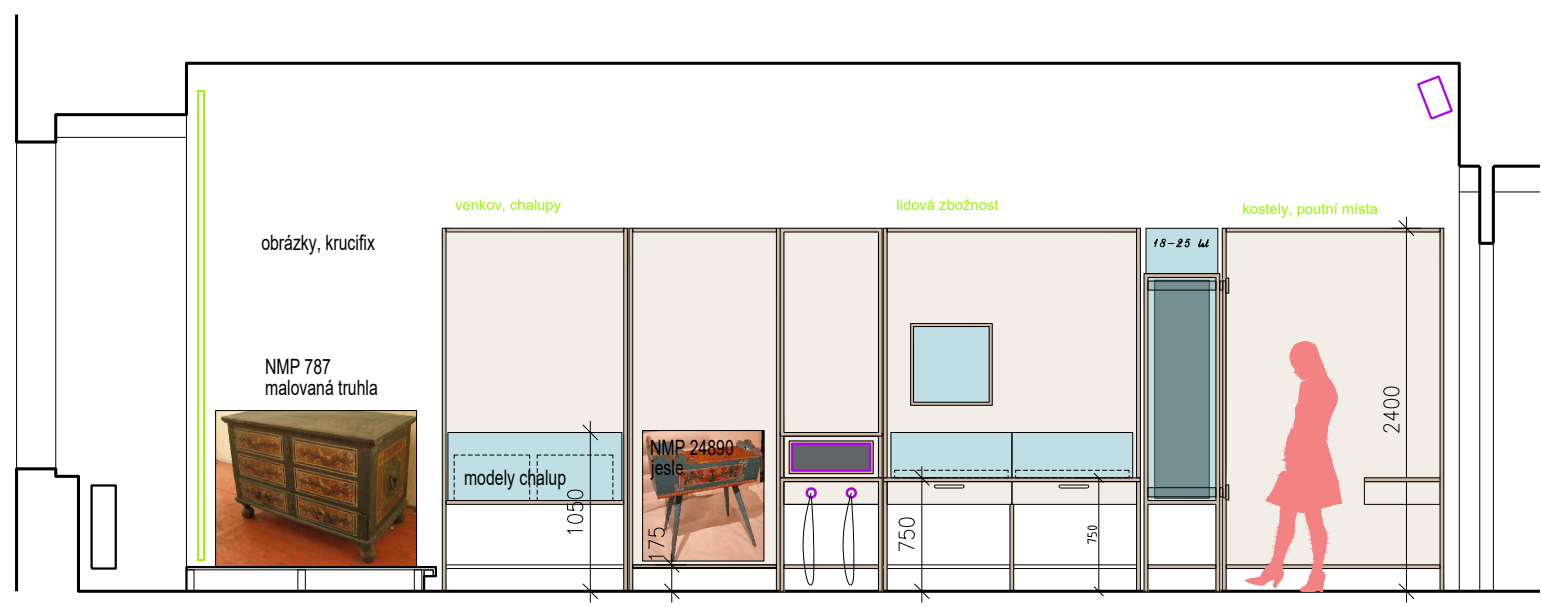 venkov, chalupy
lidová zbožnost
kostely, poutní místa
obrázky, krucifix
18-25 let
NMP 787
malovaná truhla
2400
NMP 24890
jesle
modely chalup
1050
175
750
750